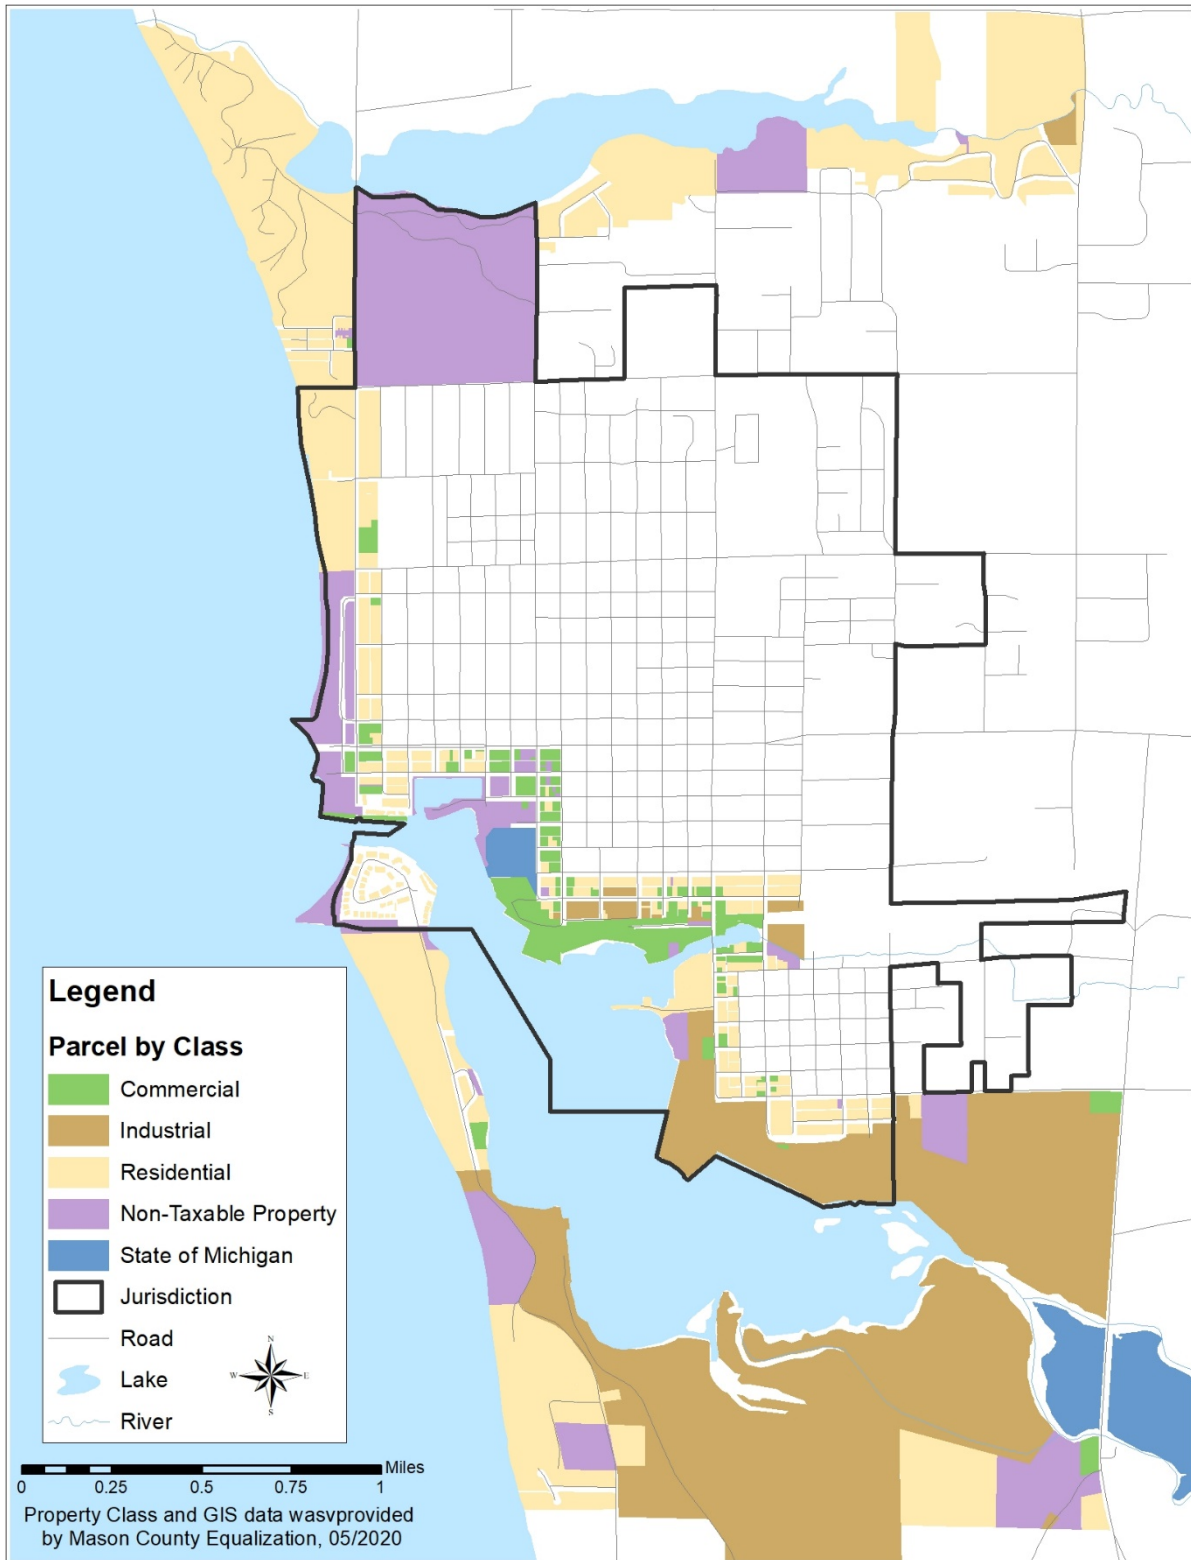 Legend
Parcel by Class
Commercial
Industrial
Residential
Non-Taxable Property
State of Michigan
Jurisdiction
Road
Lake
River
N
W E
S
Miles
0 0.25 0.5 0.75 1
Property Class and GIS data wasvprovided
by Mason County Equalization, 05/2020